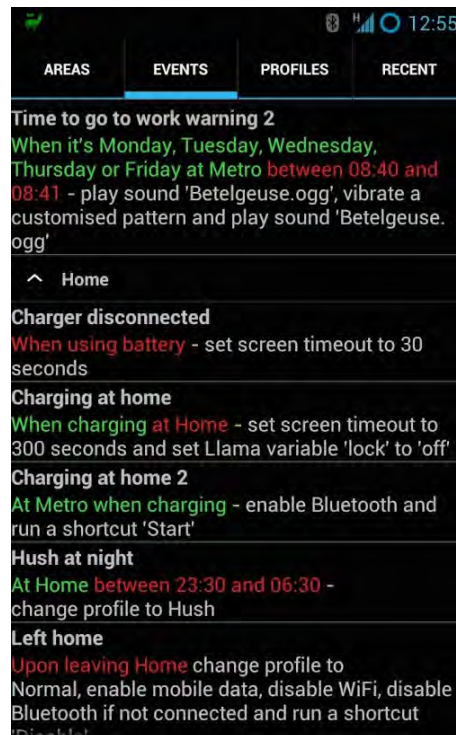 H 12:55
AREAS EVENTS PROFILES RECENT
Time to go to work warning 2
When it's Monday, Tuesday, Wednesday,
Thursday or Friday at Metro between 08:40 and
08:41 - play sound 'Betelgeuse.ogg', vibrate a
customised pattern and play sound 'Betelgeuse.
ogg'
Home
Charger disconnected
When using battery - set screen timeout to 30
seconds
Charging at home
When charging at Home - set screen timeout to
300 seconds and set Llama variable 'lock' to 'off'
Charging at home 2
At Metro when charging - enable Bluetooth and
run a shortcut 'Start'
Hush at night
At Home between 23:30 and 06:30 -
change profile to Hush
Left home
Upon leaving Home change profile to
Normal, enable mobile data, disable WiFi, disable
Bluetooth if not connected and run a shortcut